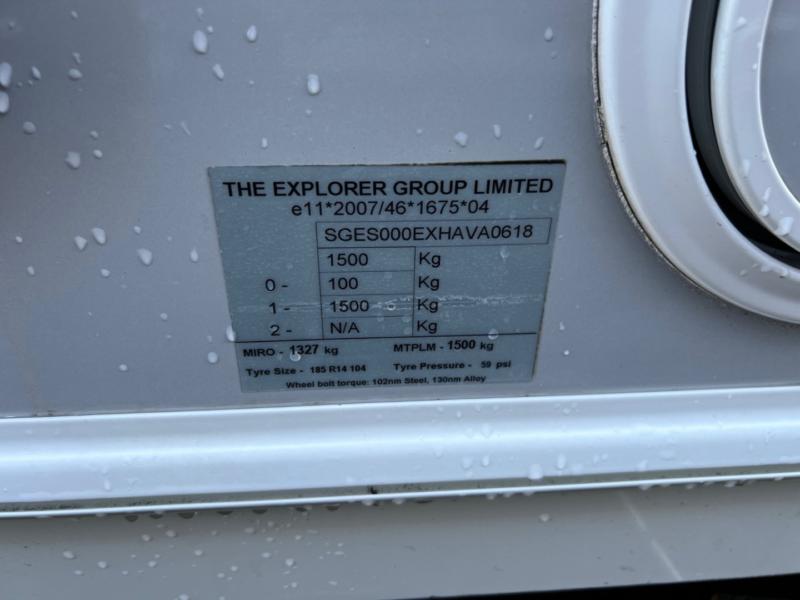 THE EXPLORER GROUP LIMITED
e11*2007/46*1675*04
SGES000EXHAVA0618
1500 Kg
0 - 100 Kg
1 - 1500 Kg
2 - N/A Kg
MIRO - 1327 kg MTPLM - 1500 kg
Tyre Size - 185 R14 104 Tyre Pressure - 59 psi
Wheel bolt torque: 102nm Steel, 130nm Alloy